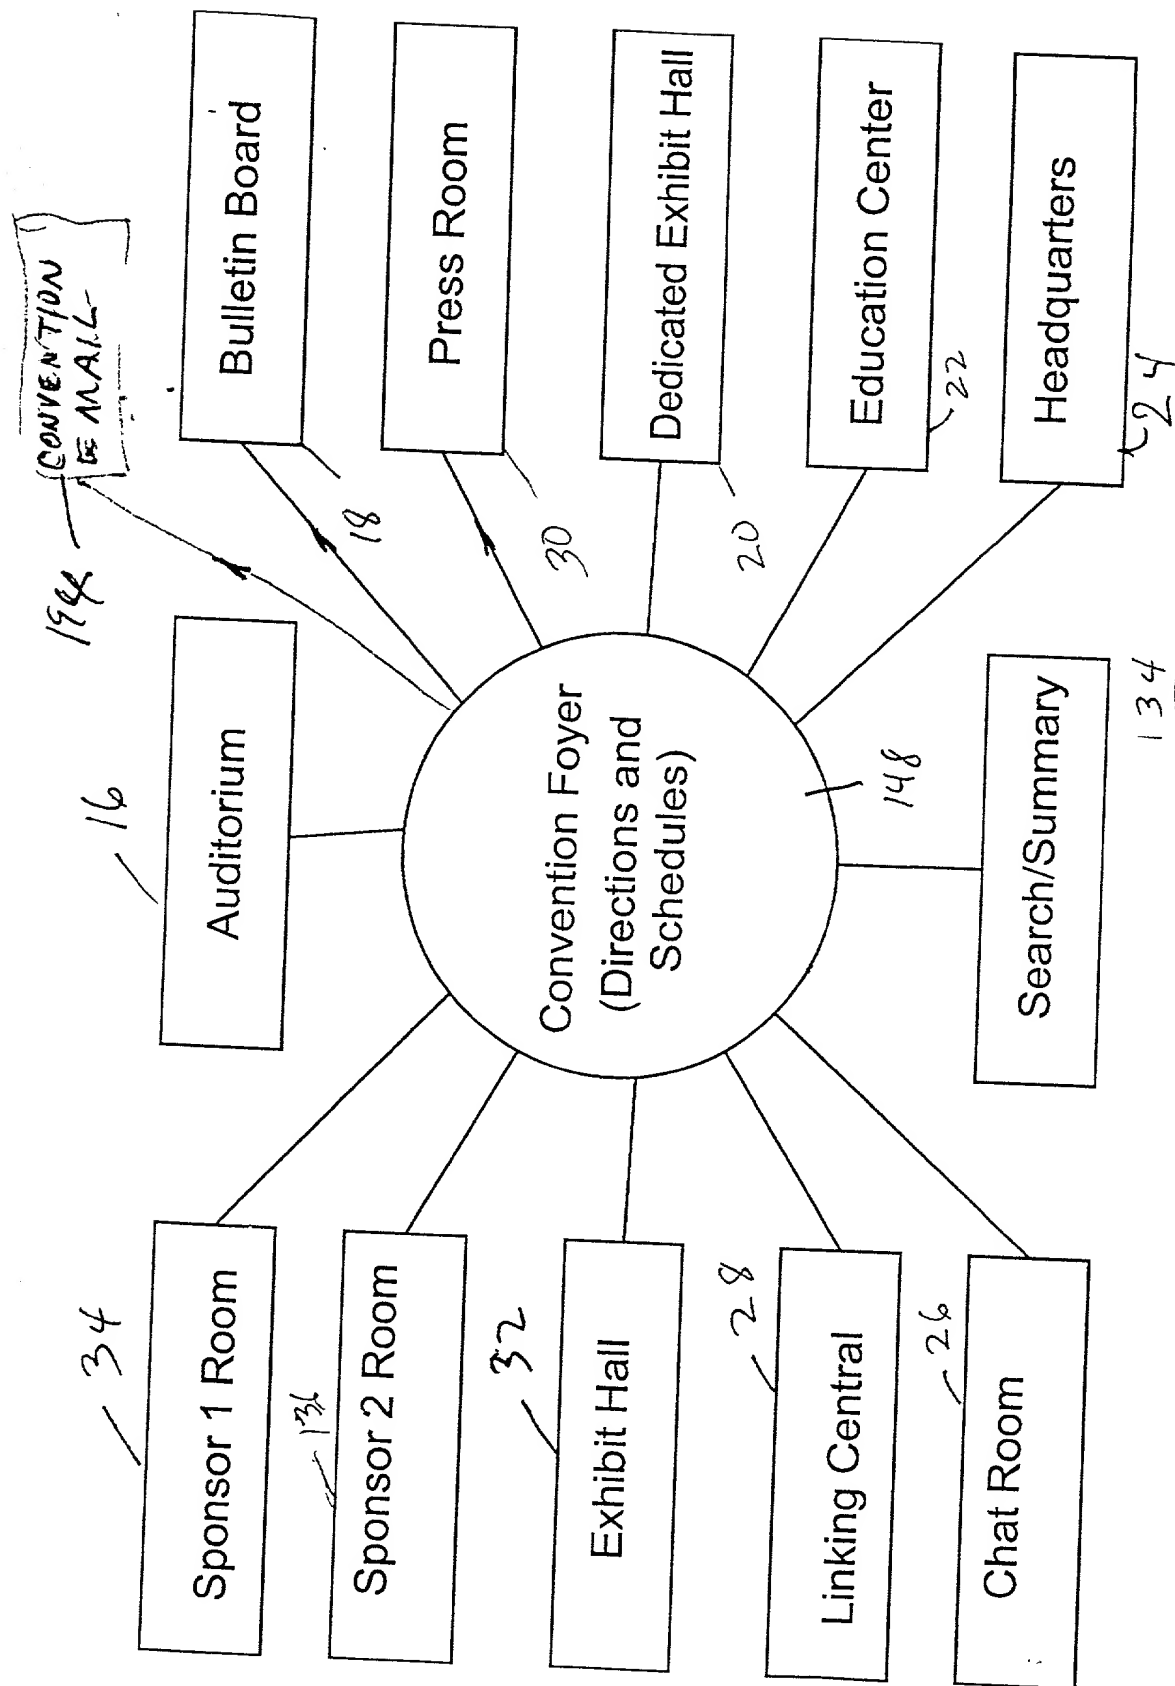 CONVENTION
E MAIL
194
Bulletin Board
18
Press Room
30
Dedicated Exhibit Hall
20
Education Center
22
Headquarters
24
Auditorium
16
Convention Foyer
(Directions and
Schedules)
148
Search/Summary
134
Sponsor 1 Room
34
Sponsor 2 Room
136
Exhibit Hall
32
Linking Central
28
Chat Room
26